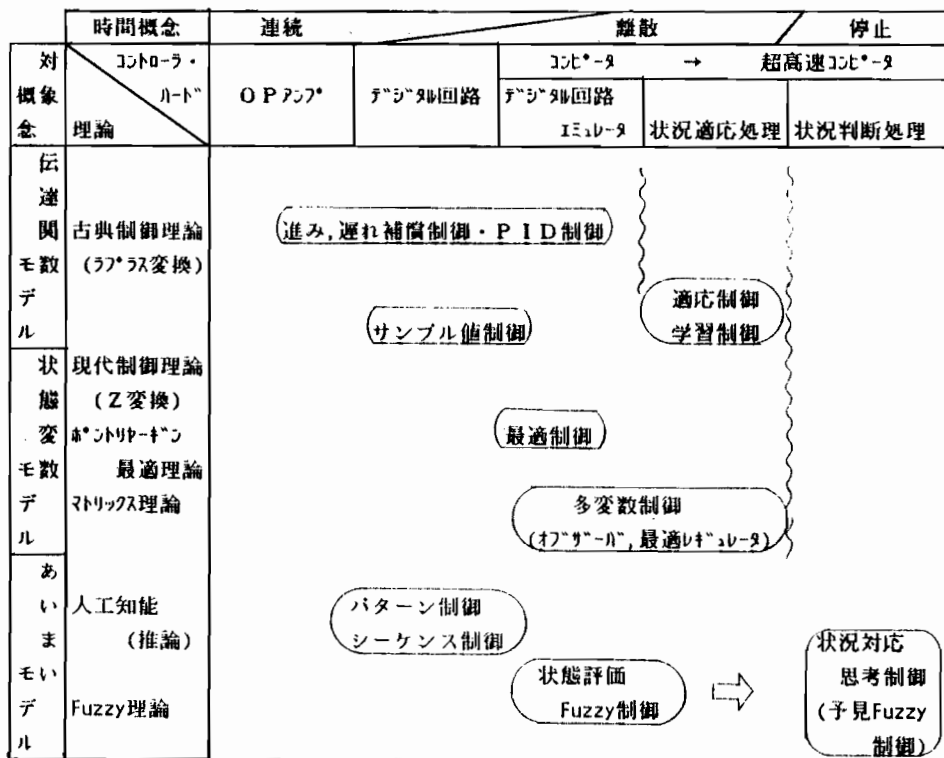 時間概念 連続 離散 停止
対象概念 コントローラ・ハード 理論 OPアンプ デジタル回路 コンピータ → 超高速コンピータ
デジタル回路エミュレータ 状況適応処理 状況判断処理
伝達関数モデル
古典制御理論
(ラプラス変換)
進み,遅れ補償制御・PID制御
サンプル値制御
適応制御
学習制御
状態変数モデル
現代制御理論
(Z変換)
ポントリヤーギン
最適理論
マトリックス理論
最適制御
多変数制御
(オブザーバ,最適レギュレータ)
あいまいモデル
人工知能
(推論)
Fuzzy理論
パターン制御
シーケンス制御
状態評価
Fuzzy制御
状況対応
思考制御
(予見Fuzzy
制御)